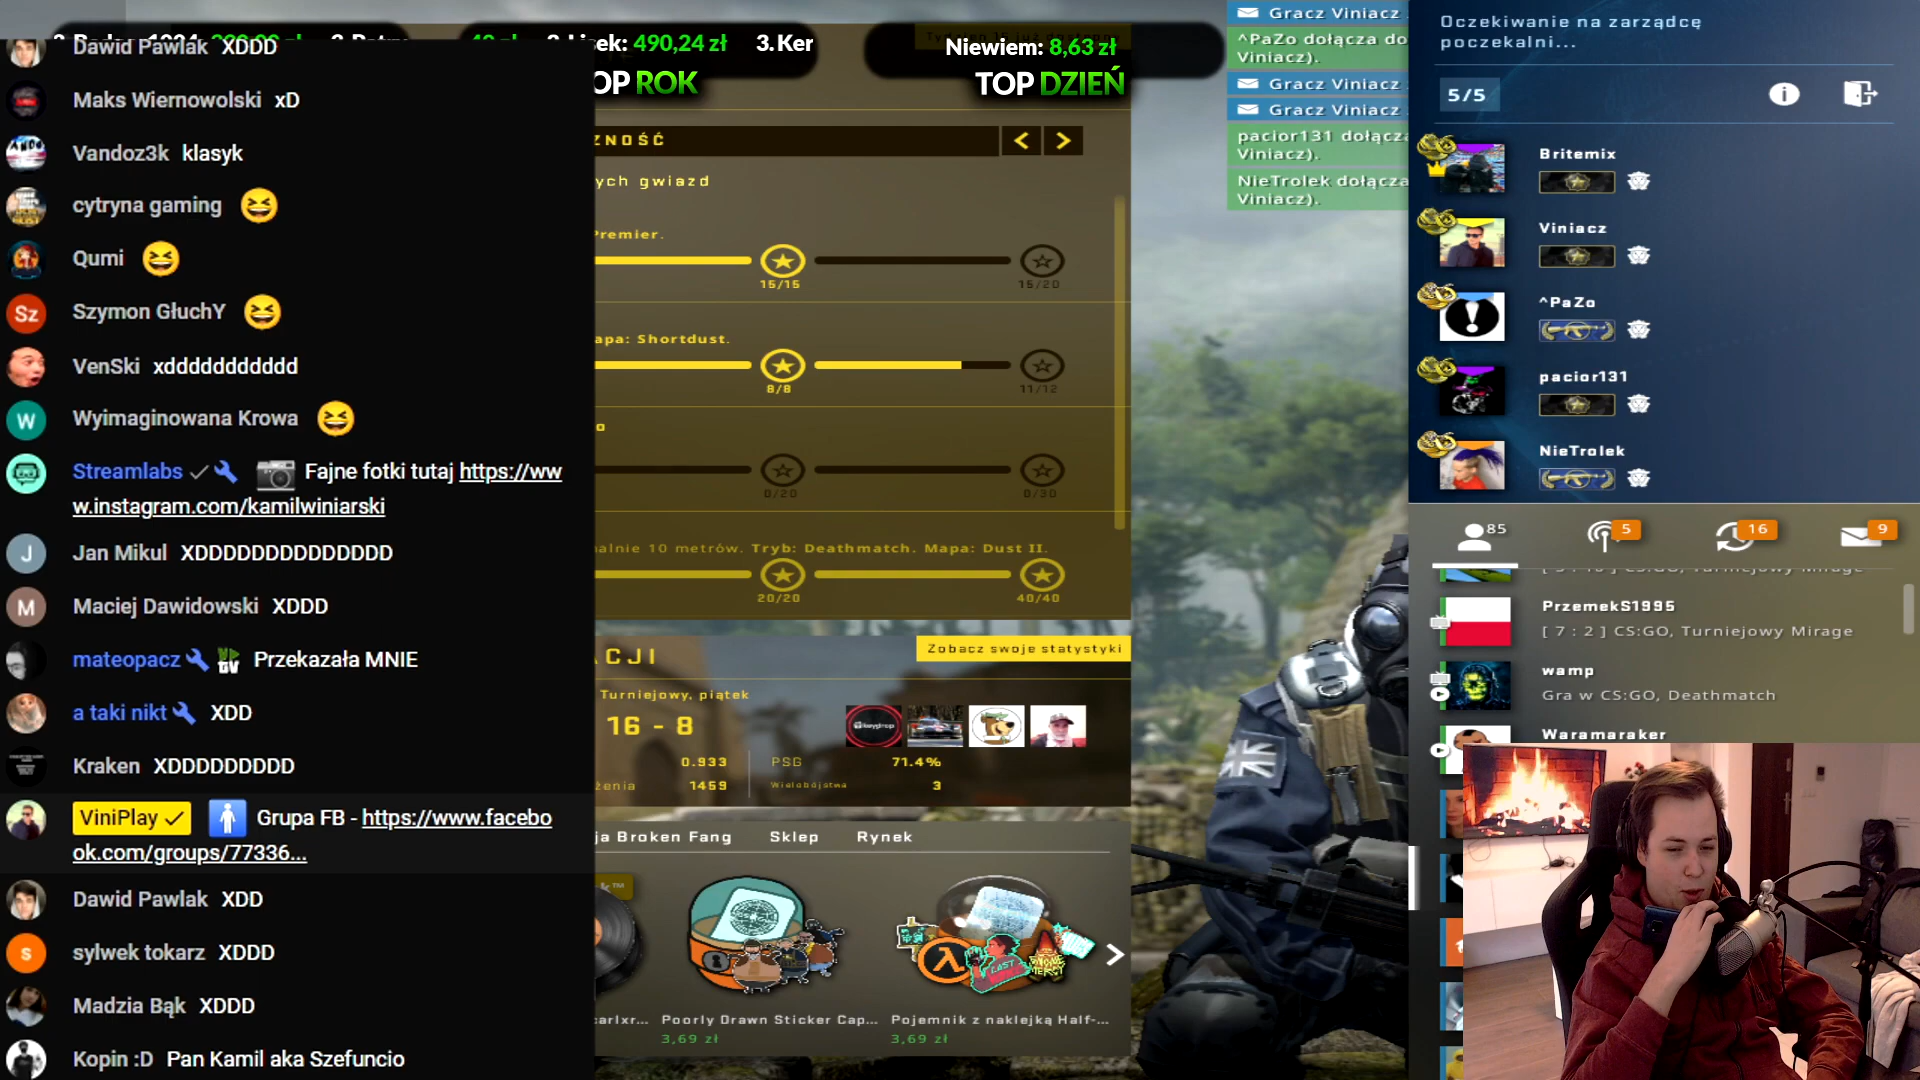 Dawid Pawlak XDDD
Maks Wiernowolski xD
Vandoz3k klasyk
cytryna gaming
Qumi
Sz Szymon GłuchY
VenSki xddddddddddd
W Wyimaginowana Krowa
Streamlabs Fajne fotki tutaj https://ww
w.instagram.com/kamilwiniarski
J Jan Mikul XDDDDDDDDDDDDDDD
M Maciej Dawidowski XDDD
mateopacz Przekazała MNIE
a taki nikt XDD
Kraken XDDDDDDDDDD
ViniPlay Grupa FB - https://www.facebo
ok.com/groups/77336...
Dawid Pawlak XDD
s sylwek tokarz XDDD
Madzia Bąk XDDD
Kopin :D Pan Kamil aka Szefuncio
490,24 zł 3.Ker
OP ROK
Niewiem: 8,63 zł
TOP DZIEŃ
ZNOŚĆ
ych gwiazd
Premier.
15/15 15/20
apa: Shortdust.
8/8 11/12
o
0/20 0/30
alnie 10 metrów. Tryb: Deathmatch. Mapa: Dust II.
20/20 40/40
ACJI
Zobacz swoje statystyki
Turniejowy, piątek
16 - 8
0.933 PSG 71.4%
żenia 1459 Wielobójstwa 3
ja Broken Fang Sklep Rynek
arlxr... Poorly Drawn Sticker Cap... Pojemnik z naklejką Half-...
3,69 zł 3,69 zł
Gracz Viniacz
^PaZo dołącza do
Viniacz).
Gracz Viniacz
Gracz Viniacz
pacior131 dołącza
Viniacz).
NieTrolek dołącza
Viniacz).
Oczekiwanie na zarządcę
poczekalni...
5/5
Britemix
Viniacz
^PaZo
pacior131
NieTrolek
85 5 16 9
PrzemekS1995
[ 7 : 2 ] CS:GO, Turniejowy Mirage
wamp
Gra w CS:GO, Deathmatch
Waramaraker